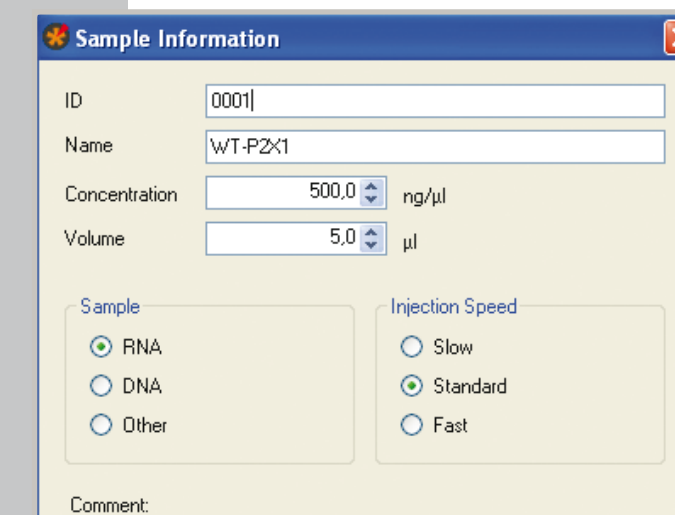 Sample Information
ID 0001
Name WT-P2X1
Concentration 500,0 ng/µl
Volume 5,0 µl
Sample Injection Speed
RNA Slow
DNA Standard
Other Fast
Comment: